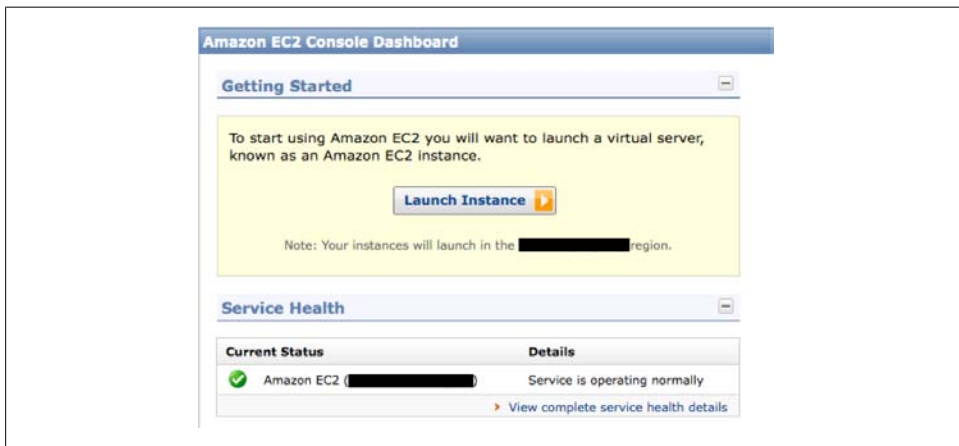 Amazon EC2 Console Dashboard
Getting Started
To start using Amazon EC2 you will want to launch a virtual server,
known as an Amazon EC2 instance.
Launch Instance
Note: Your instances will launch in the region.
Service Health
Current Status Details
Amazon EC2 ( ) Service is operating normally
View complete service health details